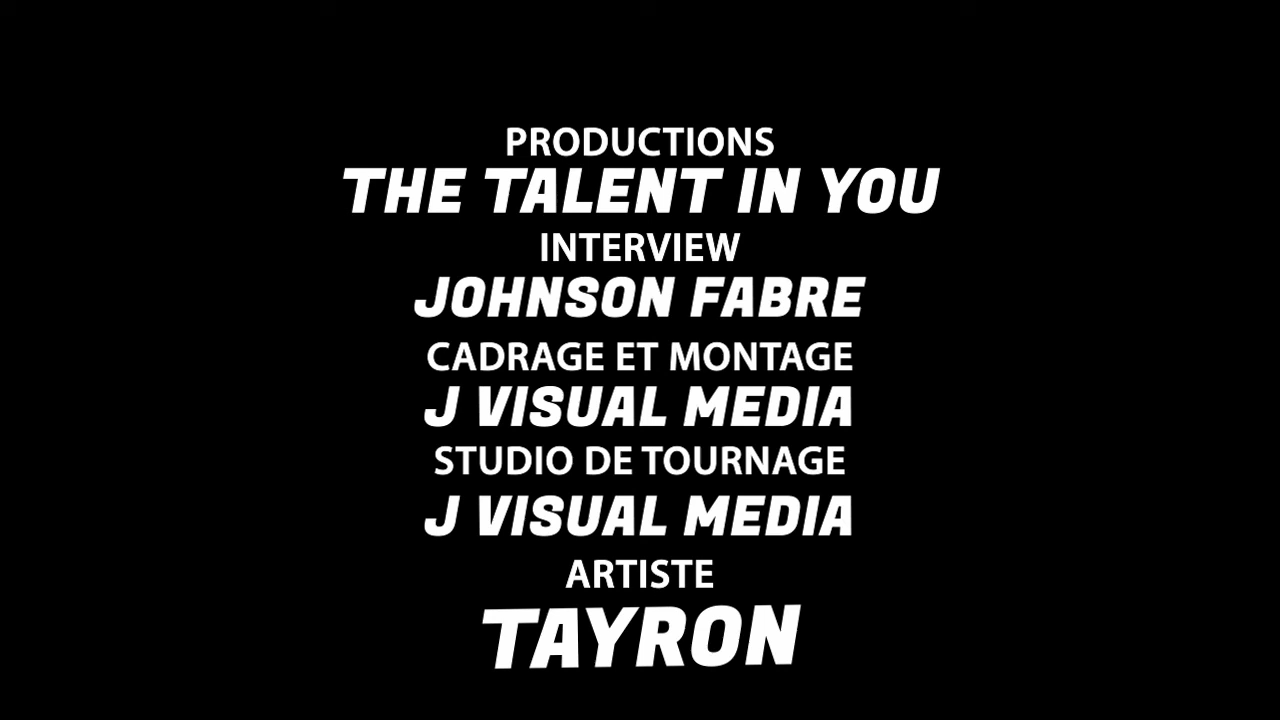 PRODUCTIONS
THE TALENT IN YOU
INTERVIEW
JOHNSON FABRE
CADRAGE ET MONTAGE
J VISUAL MEDIA
STUDIO DE TOURNAGE
J VISUAL MEDIA
ARTISTE
TAYRON